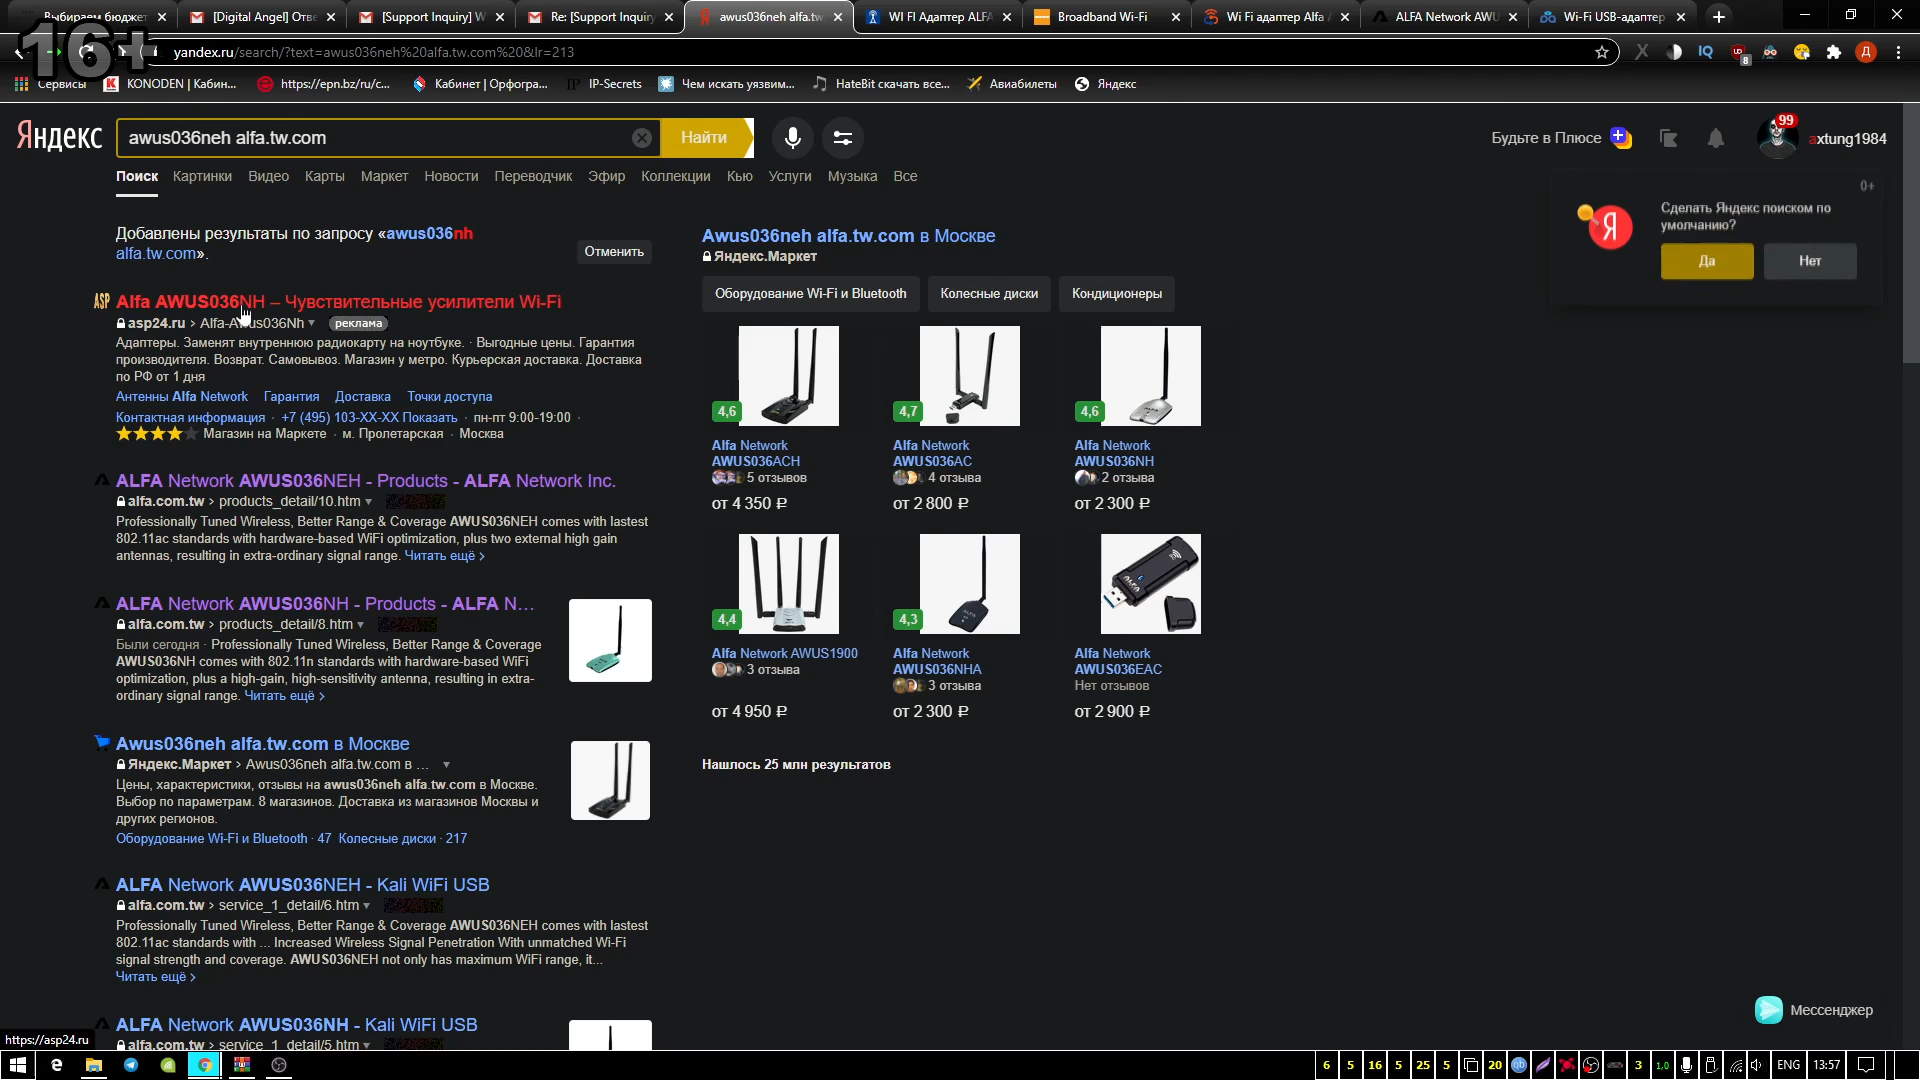 Выбираем бюджет
[Digital Angel] Отве
[Support Inquiry] W
Re: [Support Inquiry
awus036neh alfa.tw
WI FI Адаптер ALFA
Broadband Wi-Fi
Wi Fi адаптер Alfa
ALFA Network AWU
Wi-Fi USB-адаптер
16+
yandex.ru/search/?text=awus036neh%20alfa.tw.com%20&lr=213
8
Сервисы
KONODEN | Кабин...
https://epn.bz/ru/c...
Кабинет | Орфогра...
IP-Secrets
Чем искать уязвим...
HateBit скачать все...
Авиабилеты
Яндекс
Яндекс
awus036neh alfa.tw.com
Найти
Будьте в Плюсе
99
axtung1984
Поиск Картинки Видео Карты Маркет Новости Переводчик Эфир Коллекции Кью Услуги Музыка Все
Добавлены результаты по запросу «awus036nh
alfa.tw.com».
Отменить
ASP
Alfa AWUS036NH – Чувствительные усилители Wi-Fi
asp24.ru › Alfa-Awus036Nh реклама
Адаптеры. Заменят внутреннюю радиокарту на ноутбуке. · Выгодные цены. Гарантия
производителя. Возврат. Самовывоз. Магазин у метро. Курьерская доставка. Доставка
по РФ от 1 дня
Антенны Alfa Network Гарантия Доставка Точки доступа
Контактная информация · +7 (495) 103-XX-XX Показать · пн-пт 9:00-19:00 ·
Магазин на Маркете · м. Пролетарская · Москва
ALFA Network AWUS036NEH - Products - ALFA Network Inc.
alfa.com.tw › products_detail/10.htm
Professionally Tuned Wireless, Better Range & Coverage AWUS036NEH comes with lastest
802.11ac standards with hardware-based WiFi optimization, plus two external high gain
antennas, resulting in extra-ordinary signal range. Читать ещё ›
ALFA Network AWUS036NH - Products - ALFA N...
alfa.com.tw › products_detail/8.htm
Были сегодня · Professionally Tuned Wireless, Better Range & Coverage
AWUS036NH comes with 802.11n standards with hardware-based WiFi
optimization, plus a high-gain, high-sensitivity antenna, resulting in extra-
ordinary signal range. Читать ещё ›
Awus036neh alfa.tw.com в Москве
Яндекс.Маркет › Awus036neh alfa.tw.com в ...
Цены, характеристики, отзывы на awus036neh alfa.tw.com в Москве.
Выбор по параметрам. 8 магазинов. Доставка из магазинов Москвы и
других регионов.
Оборудование Wi-Fi и Bluetooth · 47 Колесные диски · 217
ALFA Network AWUS036NEH - Kali WiFi USB
alfa.com.tw › service_1_detail/6.htm
Professionally Tuned Wireless, Better Range & Coverage AWUS036NEH comes with lastest
802.11ac standards with ... Increased Wireless Signal Penetration With unmatched Wi-Fi
signal strength and coverage. AWUS036NEH not only has maximum WiFi range, it...
Читать ещё ›
ALFA Network AWUS036NH - Kali WiFi USB
alfa.com.tw › service_1_detail/5.htm
Awus036neh alfa.tw.com в Москве
Яндекс.Маркет
Оборудование Wi-Fi и Bluetooth
Колесные диски
Кондиционеры
4,6
Alfa Network
AWUS036ACH
5 отзывов
от 4 350 ₽
4,7
Alfa Network
AWUS036AC
4 отзыва
от 2 800 ₽
4,6
Alfa Network
AWUS036NH
2 отзыва
от 2 300 ₽
4,4
Alfa Network AWUS1900
3 отзыва
от 4 950 ₽
4,3
Alfa Network
AWUS036NHA
3 отзыва
от 2 300 ₽
Alfa Network
AWUS036EAC
Нет отзывов
от 2 900 ₽
Нашлось 25 млн результатов
0+
Сделать Яндекс поиском по
умолчанию?
Да
Нет
Мессенджер
https://asp24.ru
6 5 16 5 25 5 20 3 1,0 ENG 13:57